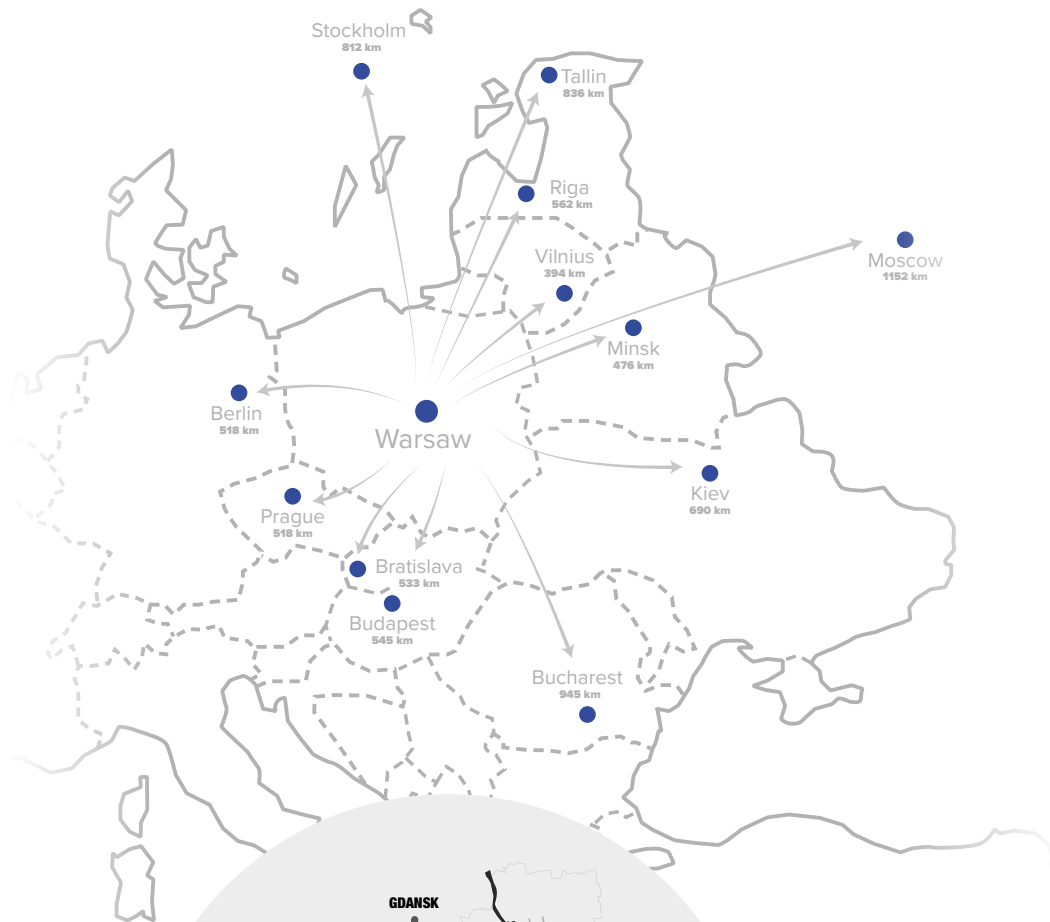 Stockholm
812 km
Tallin
836 km
Riga
562 km
Vilnius
394 km
Moscow
1152 km
Minsk
476 km
Berlin
518 km
Warsaw
Kiev
690 km
Prague
518 km
Bratislava
533 km
Budapest
545 km
Bucharest
945 km
GDANSK